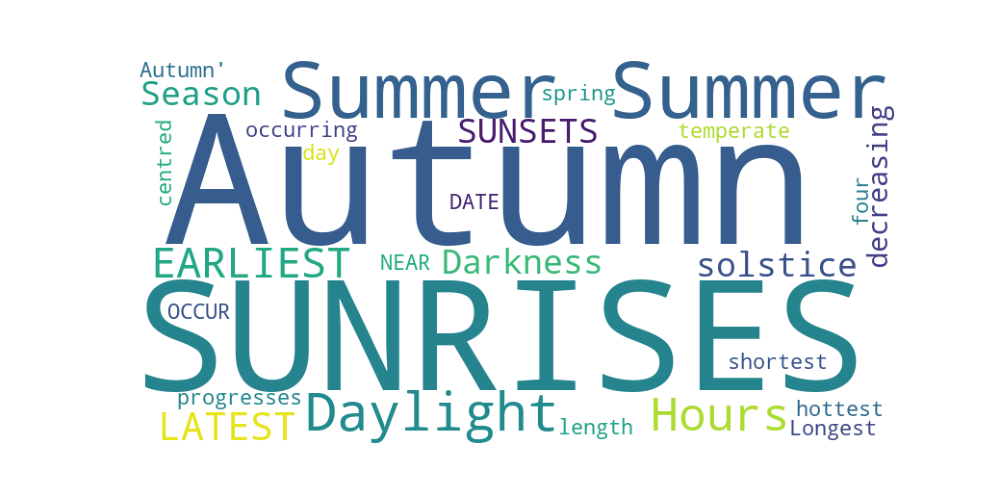 Autumn' Summer Summer
Season spring
occurring SUNSETS temperate
centred Autumn decreasing
day
DATE four
EARLIEST NEAR Darkness solstice
SUNRISES
OCCUR
shortest
progresses Daylight Hours hottest
LATEST length Longest